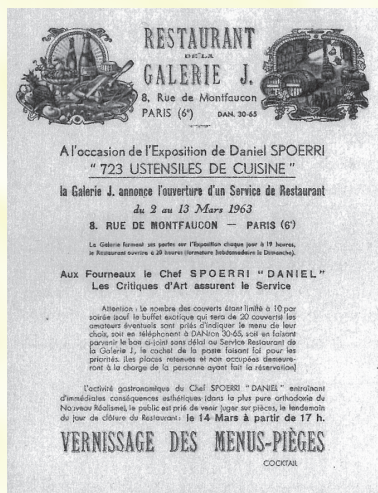 RESTAURANT
DE LA
GALERIE J.
8, Rue de Montfaucon
PARIS (6e) DAN. 30-65
A l'occasion de l'Exposition de Daniel SPOERRI
" 723 USTENSILES DE CUISINE "
la Galerie J. annonce l'ouverture d'un Service de Restaurant
du 2 au 13 Mars 1963
8. RUE DE MONTFAUCON — PARIS (6e)
La Galerie fermant ses portes sur l'Exposition chaque jour à 19 heures,
le Restaurant ouvrira à 20 heures (fermeture hebdomadaire le Dimanche).
Aux Fourneaux le Chef SPOERRI "DANIEL"
Les Critiques d'Art assurent le Service
Attention : Le nombre des couverts étant limité à 10 par
soirée (sauf le buffet exotique qui sera de 20 couverts) les
amateurs éventuels sont priés d'indiquer le menu de leur
choix, soit en téléphonant à DANton 30-65, soit en faisant
parvenir le bon ci-joint sans délai au Service Restaurant de
la Galerie J., le cachet de la poste faisant foi pour les
priorités. (les places retenues et non occupées demeure-
ront à la charge de la personne ayant fait la réservation)
L'activité gastronomique du Chef SPOERRI "DANIEL" entraînant
d'immédiates conséquences esthétiques (dans la plus pure orthodoxie du
Nouveau Réalisme), le public est prié de venir juger sur pièces, le lendemain
du jour de clôture du Restaurant : le 14 Mars à partir de 17 h.
VERNISSAGE DES MENUS-PIÈGES
COCKTAIL